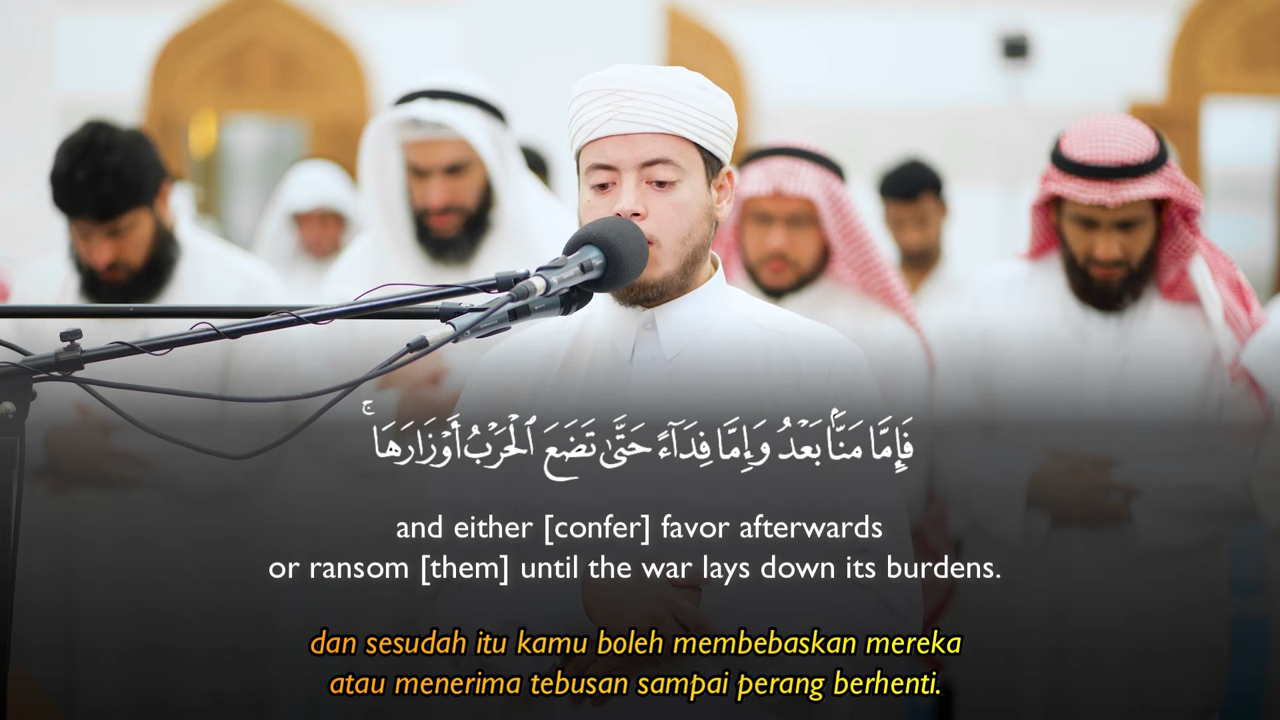 فَإِمَّا مَنَّۢا بَعْدُ وَإِمَّا فِدَآءً حَتَّىٰ تَضَعَ ٱلْحَرْبُ أَوْزَارَهَا ۚ
and either [confer] favor afterwards
or ransom [them] until the war lays down its burdens.
dan sesudah itu kamu boleh membebaskan mereka
atau menerima tebusan sampai perang berhenti.